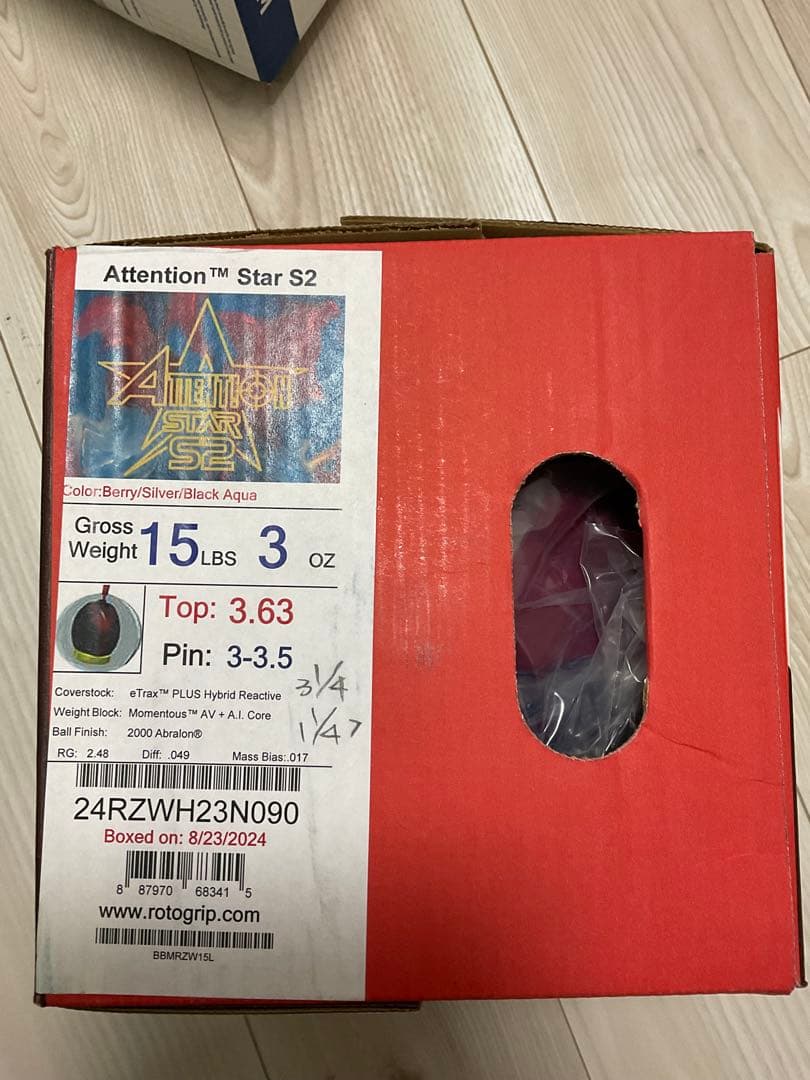 Attention™ Star S2
ATTENTION
STAR
S2
Color:Berry/Silver/Black Aqua
Gross Weight 15 LBS 3 OZ
Top: 3.63
Pin: 3-3.5
3 1/4
Coverstock: eTrax™ PLUS Hybrid Reactive
Weight Block: Momentous™ AV + A.I. Core
1 1/4
Ball Finish: 2000 Abralon®
RG: 2.48 Diff: .049 Mass Bias:.017
24RZWH23N090
Boxed on: 8/23/2024
8 87970 68341 5
www.rotogrip.com
BBMRZW15L